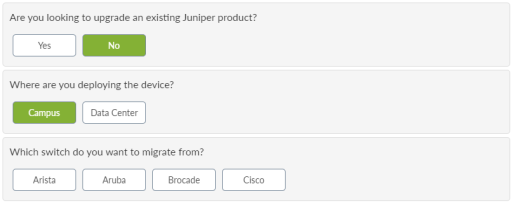 Are you looking to upgrade an existing Juniper product?
Yes No
Where are you deploying the device?
Campus Data Center
Which switch do you want to migrate from?
Arista Aruba Brocade Cisco